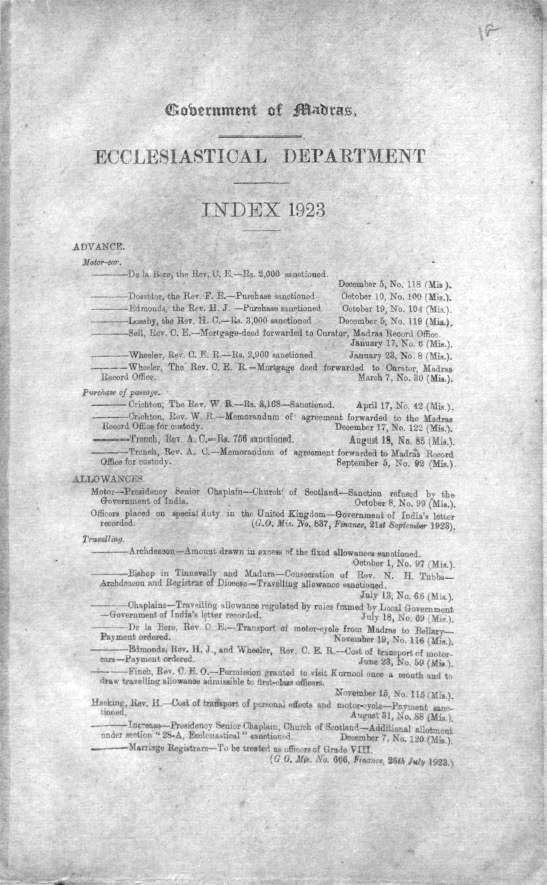 12
Government of Madras,
ECCLESIASTICAL DEPARTMENT
INDEX 1923
ADVANCE.
Motor-car.
———De la Bere, the Rev. C. E.—Rs. 2,000 sanctioned.
December 5, No. 118 (Mis.).
———Dossitor, the Rev. F. E.—Purchase sanctioned October 10, No. 100 (Mis.).
———Edmonds, the Rev. H. J. —Purchase sanctioned October 19, No. 104 (Mis.).
———Lossby, the Rev. H. C.—Rs. 3,000 sanctioned December 5, No. 119 (Mis.).
———Sell, Rev. C. E.—Mortgage-deed forwarded to Curator, Madras Record Office.
January 17, No. 6 (Mis.).
———Wheeler, Rev. C. E. R.—Rs. 2,900 sanctioned January 23, No. 8 (Mis.).
———Wheeler, The Rev. C. E. R.—Mortgage deed forwarded to Curator, Madras
Record Office. March 7, No. 30 (Mis.).
Purchase of passage.
———Crichton, The Rev. W. R.—Rs. 3,168—Sanctioned. April 17, No. 42 (Mis.).
———Crichton, Rev. W. R.—Memorandum of agreement forwarded to the Madras
Record Office for custody. December 17, No. 122 (Mis.).
———Trench, Rev. A. C.—Rs. 756 sanctioned. August 18, No. 85 (Mis.).
———Trench, Rev. A. C.—Memorandum of agreement forwarded to Madras Record
Office for custody. September 5, No. 92 (Mis.).
ALLOWANCES
Motor—Presidency Senior Chaplain—Church of Scotland—Sanction refused by the
Government of India. October 8, No. 99 (Mis.).
Officers placed on special duty in the United Kingdom—Government of India's letter
recorded. (G.O. Mis. No. 837, Finance, 21st September 1923).
Travelling.
———Archdeacon—Amount drawn in excess of the fixed allowances sanctioned.
October 1, No. 97 (Mis.).
———Bishop in Tinnevelly and Madura—Consecration of Rev. N. H. Tubbs—
Archdeacon and Registrar of Diocese—Travelling allowance sanctioned.
July 13, No. 66 (Mis.).
———Chaplains—Travelling allowance regulated by rules framed by Local Government
—Government of India's letter recorded. July 18, No. 69 (Mis.).
———De la Bere, Rev. C. E.—Transport of motor-cycle from Madras to Bellary—
Payment ordered. November 19, No. 116 (Mis.).
———Edmonds, Rev. H. J., and Wheeler, Rev. C. E. R.—Cost of transport of motor-
cars—Payment ordered. June 23, No. 59 (Mis.).
———Finch, Rev. C. E. O.—Permission granted to visit Kurnool once a month and to
draw travelling allowance admissible to first-class officers.
November 15, No. 115 (Mis.).
Hacking, Rev. H.—Cost of transport of personal effects and motor-cycle—Payment sanc-
tioned. August 31, No. 88 (Mis.).
———Increase—Presidency Senior Chaplain, Church of Scotland—Additional allotment
under section "28-A, Ecclesiastical" sanctioned. December 7, No. 120 (Mis.).
———Marriage Registrars—To be treated as officers of Grade VIII.
(G.O. Mis. No. 666, Finance, 26th July 1923.)